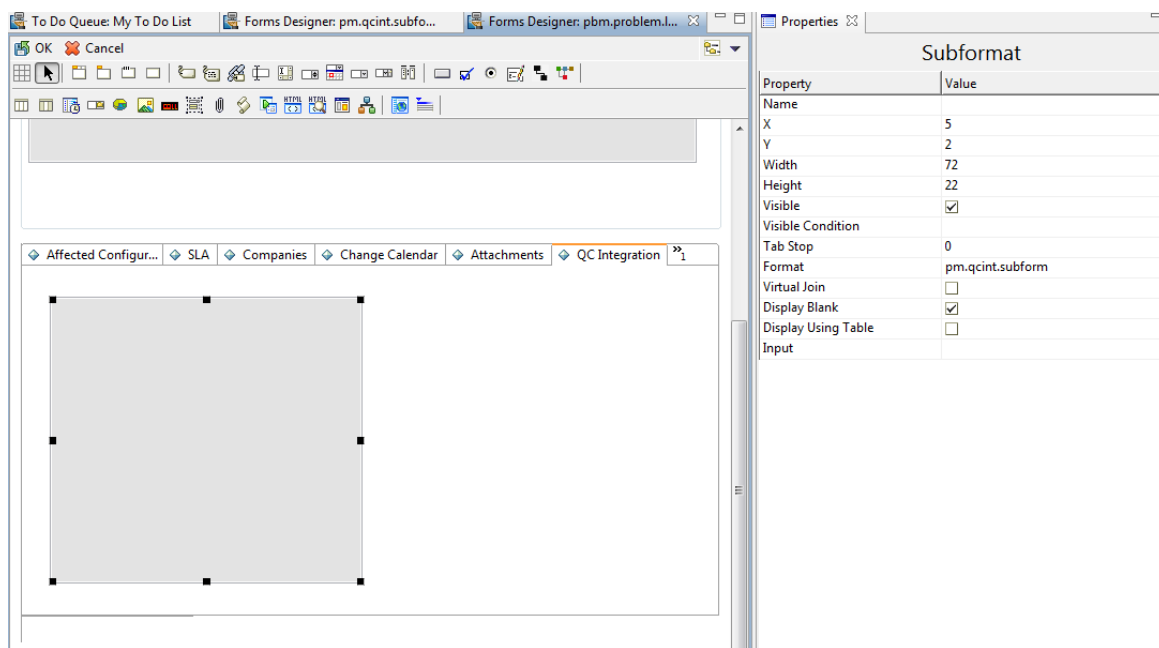 To Do Queue: My To Do List Forms Designer: pm.qcint.subfo... Forms Designer: pbm.problem.l... Properties
OK Cancel
Subformat
Property Value
Name
X 5
Y 2
Width 72
Height 22
Visible
Visible Condition
Tab Stop 0
Format pm.qcint.subform
Virtual Join
Display Blank
Display Using Table
Input
Affected Configur... SLA Companies Change Calendar Attachments QC Integration »1